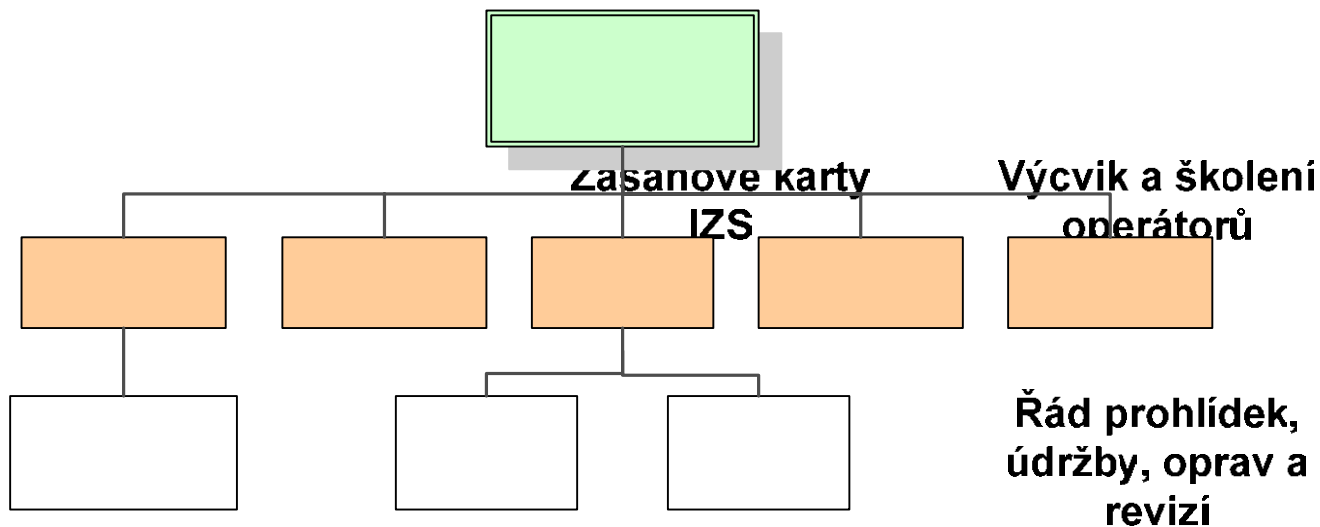 Zásahové karty
IZS
Výcvik a školení
operátorů
Řád prohlídek,
údržby, oprav a
revizí